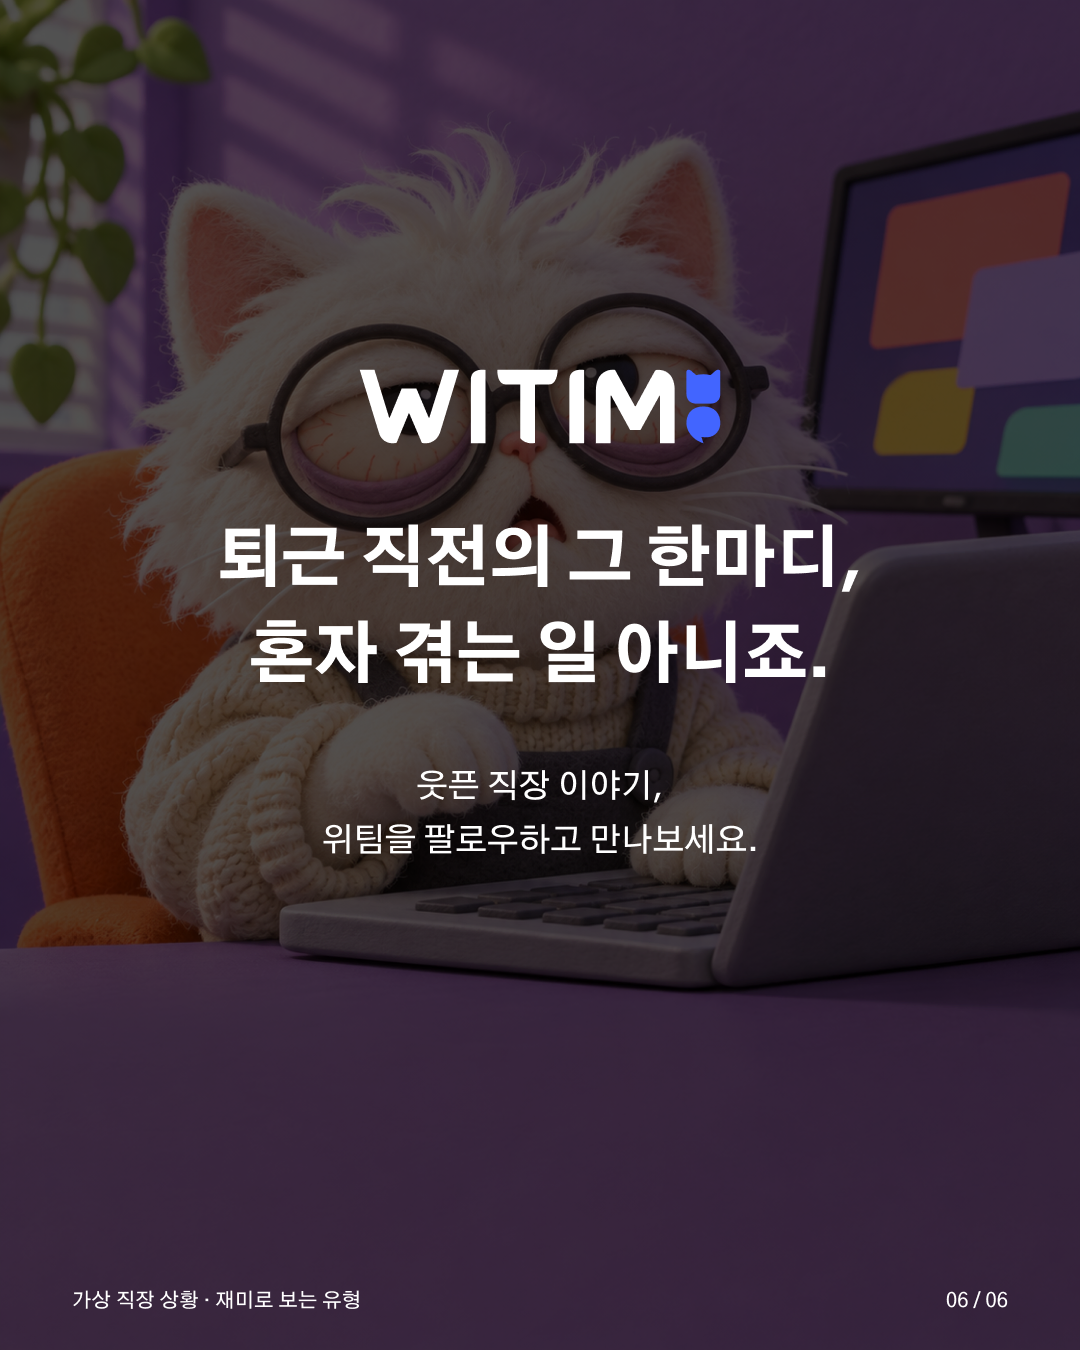 WITIM
퇴근 직전의 그 한마디,
혼자 겪는 일 아니죠.
웃픈 직장 이야기,
위팀을 팔로우하고 만나보세요.
가상 직장 상황 · 재미로 보는 유형
06 / 06